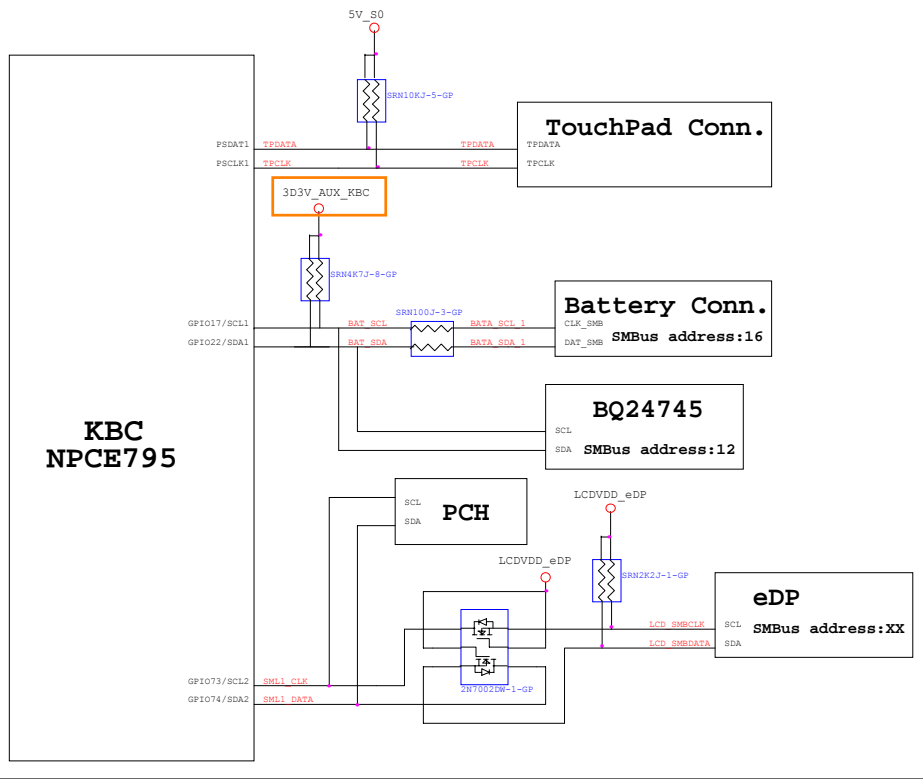 5V_S0
SRN10KJ-5-GP
TouchPad Conn.
PSDAT1 TPDATA TPDATA TPDATA
PSCLK1 TPCLK TPCLK TPCLK
3D3V_AUX_KBC
SRN4K7J-8-GP
SRN100J-3-GP
Battery Conn.
GPIO17/SCL1 BAT_SCL BATA_SCL_1 CLK_SMB
SMBus address:16
GPIO22/SDA1 BAT_SDA BATA_SDA_1 DAT_SMB
BQ24745
SCL
SDA SMBus address:12
KBC
NPCE795
SCL
SDA
PCH
LCDVDD_eDP
LCDVDD_eDP
SRN2K2J-1-GP
eDP
LCD_SMBCLK SCL
SMBus address:XX
LCD_SMBDATA SDA
GPIO73/SCL2 SML1_CLK
2N7002DW-1-GP
GPIO74/SDA2 SML1_DATA